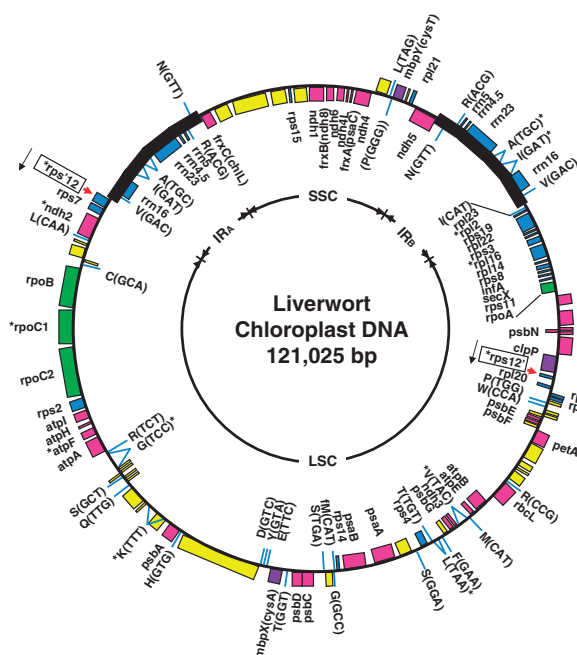 L(TAG)
mbpY(cysT)
rpl21
N(GTT)
rps15
ndh1
frxB(ndh8)
ndh6
ndh4L
frxA(psaC)
ndh4
(P(GGG))
ndh5
N(GTT)
R(ACG)
rrn5
rrn4,5
rrn23
A(TGC)*
I(GAT)*
rrn16
V(GAC)
frxC(chlL)
R(ACG)
rrn5
rrn4,5
rrn23
*A(TGC)
*I(GAT)
rrn16
V(GAC)
*rps'12
rps7
*ndh2
L(CAA)
C(GCA)
rpoB
*rpoC1
rpoC2
rps2
atpI
atpH
*atpF
atpA
R(TCT)
G(TCC)*
S(GCT)
Q(TTG)
*K(TTT)
psbA
H(GTG)
D(GTC)
Y(GTA)
E(TTC)
mbpX(cysA)
T(GGT)
psbD
psbC
fM(CAT)
S(TGA)
rps14
psaB
G(GCC)
psaA
T(TGT)
rps4
S(GGA)
L(TAA)*
F(GAA)
psbG
ndh3
*V(TAC)
atpE
atpB
M(CAT)
rbcL
R(CCG)
petA
psbF
psbE
W(CCA)
P(TGG)
rpl20
*rps12'
clpP
psbN
rpoA
rps11
secX
infA
rps8
rpl14
*rpl16
rps3
rpl22
rps19
*rpl2
rpl23
I(CAT)
SSC
IRA
IRB
LSC
Liverwort
Chloroplast DNA
121,025 bp